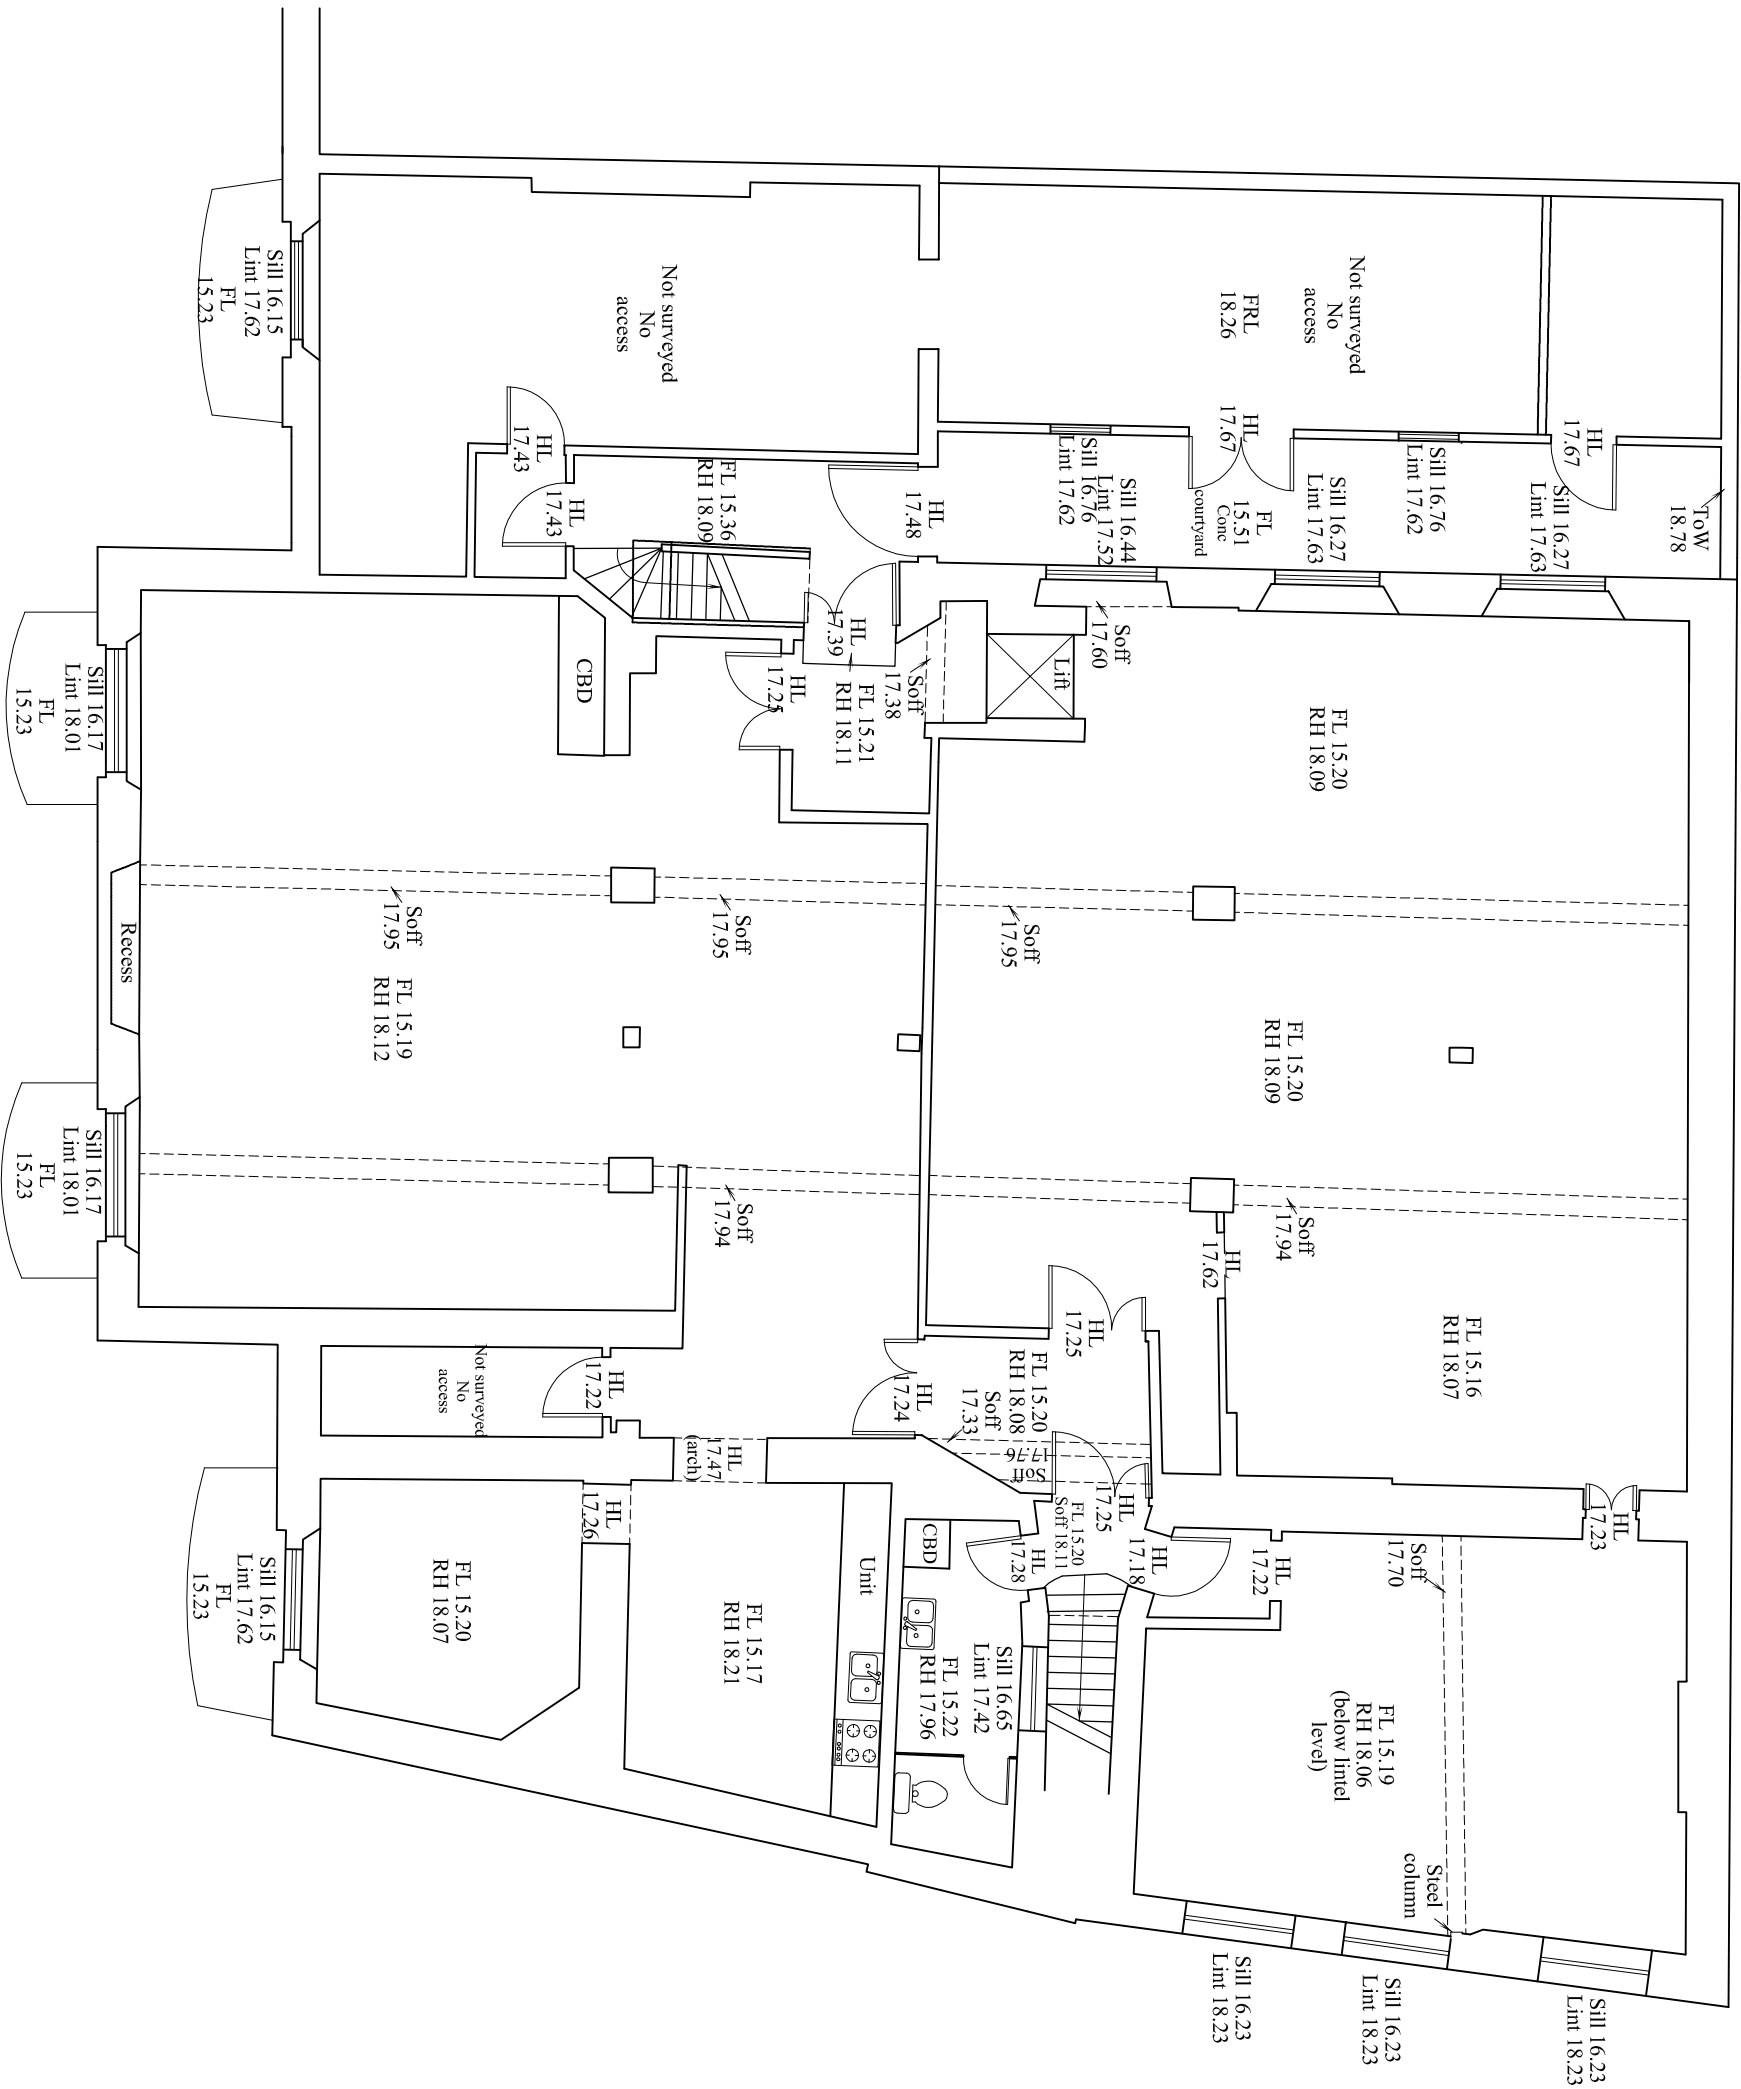 Not surveyed
No
access
FRL
18.26
Not surveyed
No
access
HL
17.67
HL
17.67
ToW
18.78
Sill 16.15
Lint 17.62
FL
15.23
HL
17.43
HL
17.43
FL 15.36
RH 18.09
HL
17.48
Sill 16.76
Lint 17.62
Sill 16.44
Lint 17.52
FL
15.51
Conc
courtyard
Sill 16.27
Lint 17.63
Sill 16.76
Lint 17.62
Sill 16.27
Lint 17.63
Soff
17.60
Lift
Soff
17.38
HL
17.39
FL 15.21
RH 18.11
HL
17.25
CBD
Sill 16.17
Lint 18.01
FL
15.23
FL 15.20
RH 18.09
Recess
Soff
17.95
Soff
17.95
Soff
17.95
FL 15.19
RH 18.12
FL 15.20
RH 18.09
Sill 16.17
Lint 18.01
FL
15.23
Soff
17.94
Soff
17.94
HL
17.62
FL 15.16
RH 18.07
HL
17.25
FL 15.20
RH 18.08
Soff
17.33
Soff
17.76
HL
17.24
HL
17.22
Not surveyed
No
access
HL
17.47
(arch)
HL
17.26
HL
17.25
FL 15.20
Soff 18.11
HL
17.28
HL
17.18
HL
17.22
HL
17.23
Soff
17.70
CBD
Unit
Sill 16.15
Lint 17.62
FL
15.23
FL 15.20
RH 18.07
FL 15.17
RH 18.21
Sill 16.65
Lint 17.42
FL 15.22
RH 17.96
FL 15.19
RH 18.06
(below lintel
level)
Steel
column
Sill 16.23
Lint 18.23
Sill 16.23
Lint 18.23
Sill 16.23
Lint 18.23